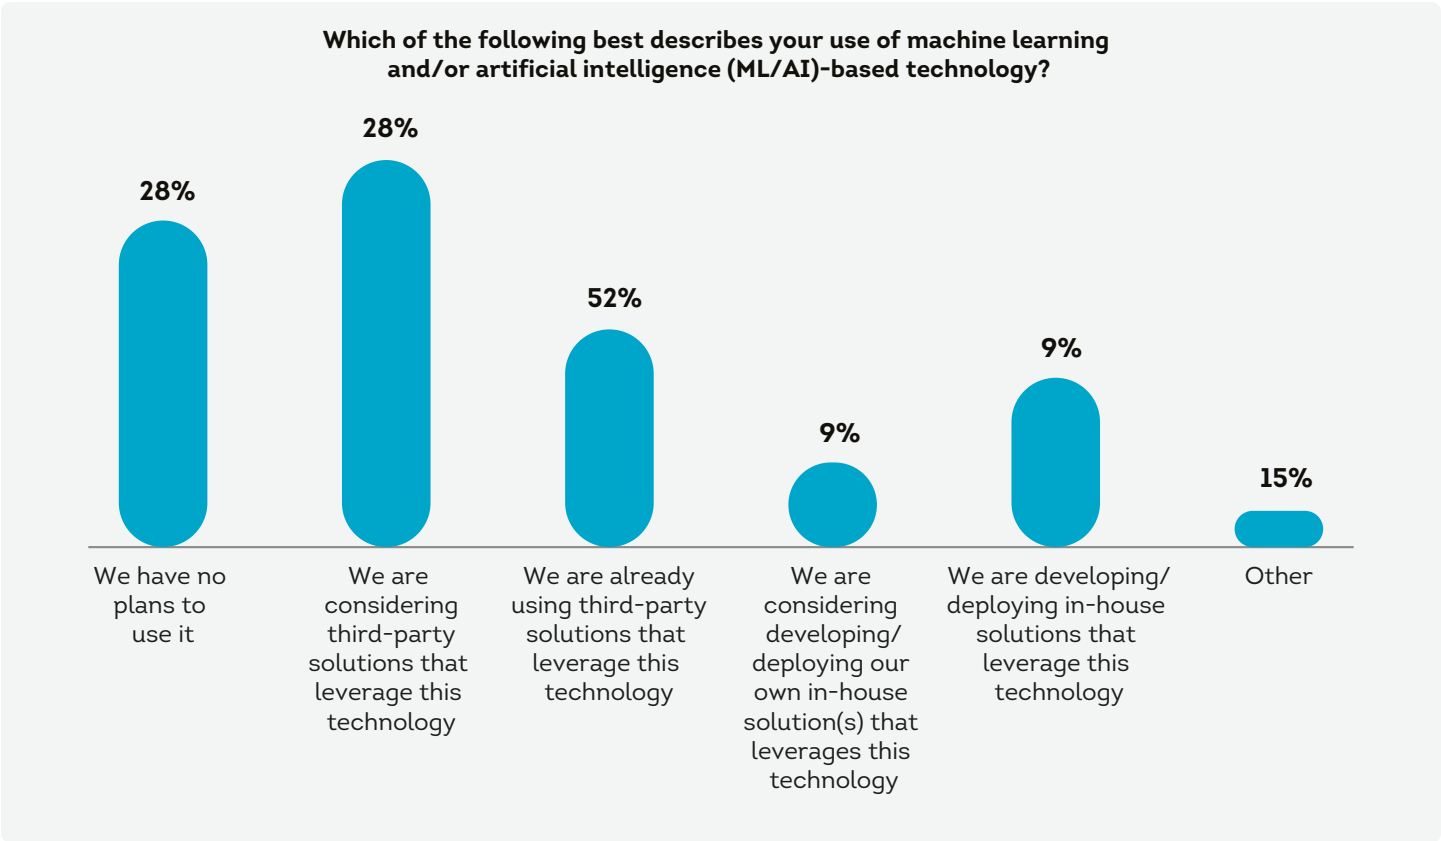 Which of the following best describes your use of machine learning
and/or artificial intelligence (ML/AI)-based technology?
28%
28%
52%
9%
9%
15%
We have no
plans to
use it
We are
considering
third-party
solutions that
leverage this
technology
We are already
using third-party
solutions that
leverage this
technology
We are
considering
developing/
deploying our
own in-house
solution(s) that
leverages this
technology
We are developing/
deploying in-house
solutions that
leverage this
technology
Other